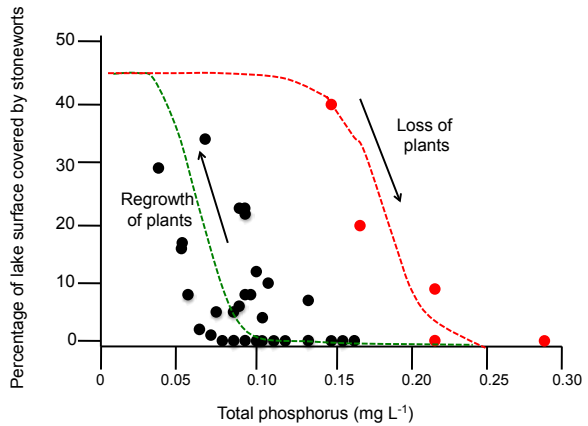 Percentage of lake surface covered by stoneworts
50
40
30
20
10
0
Loss of
plants
Regrowth
of plants
0
0.05
0.10
0.15
0.20
0.25
0.30
Total phosphorus (mg L⁻¹)